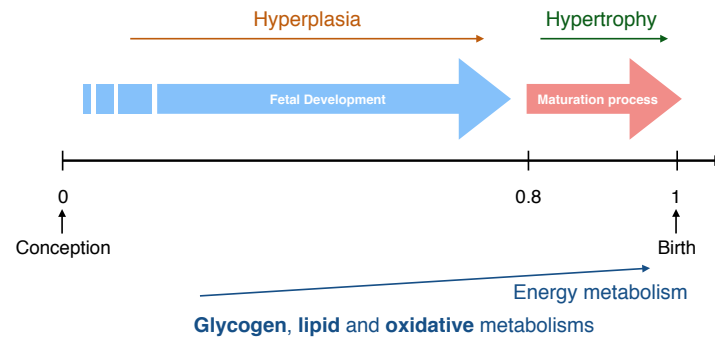 Hyperplasia
Hypertrophy
Fetal Development
Maturation process
0
0.8
1
Conception
Birth
Energy metabolism
Glycogen, lipid and oxidative metabolisms